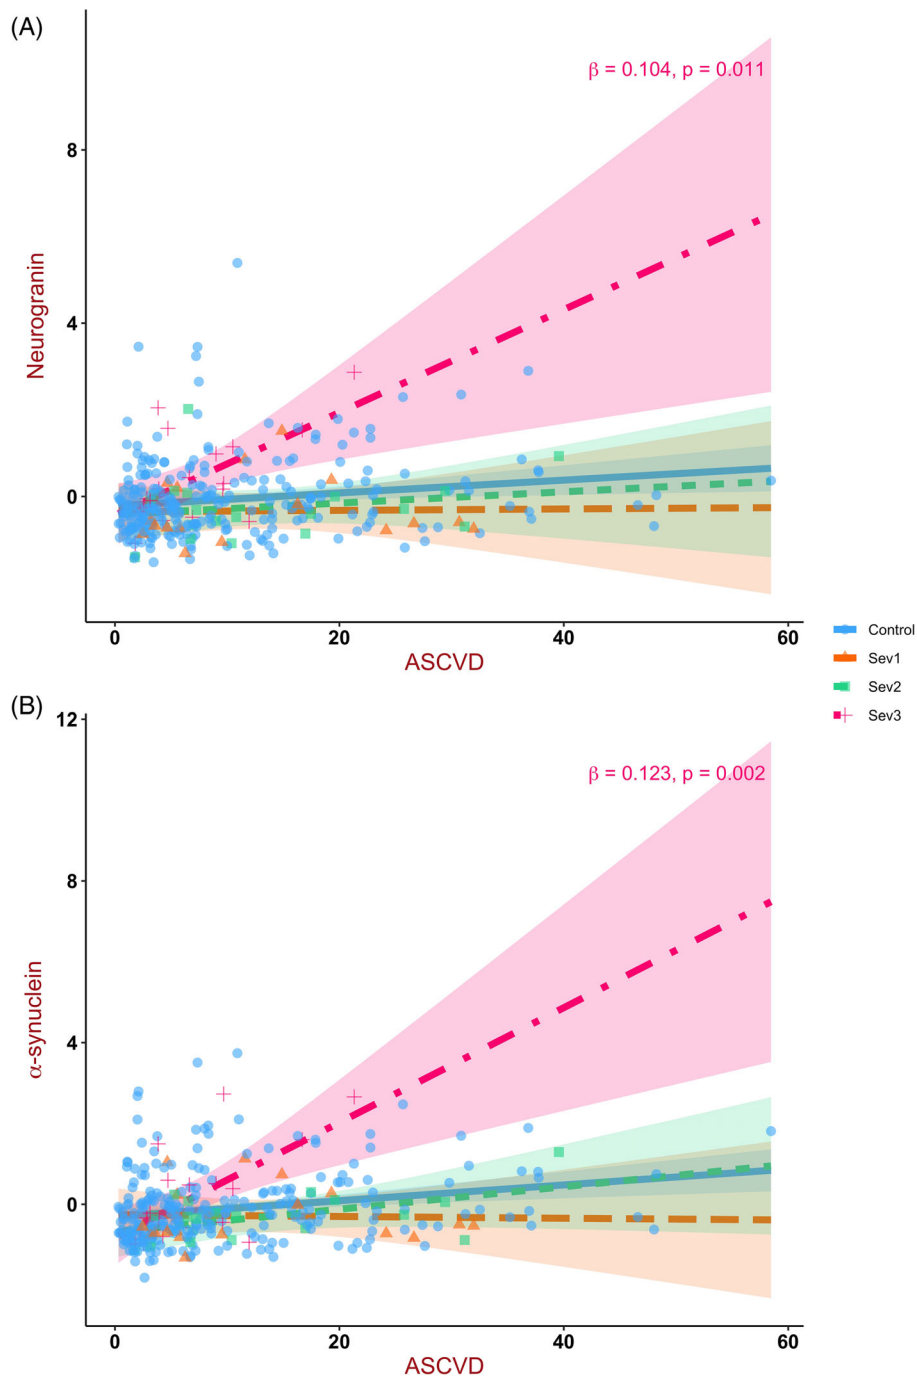 (A)
β = 0.104, p = 0.011
8
4
0
Neurogranin
0 20 40 60
ASCVD
Control
Sev1
Sev2
Sev3
(B)
12
β = 0.123, p = 0.002
8
4
0
α-synuclein
0 20 40 60
ASCVD